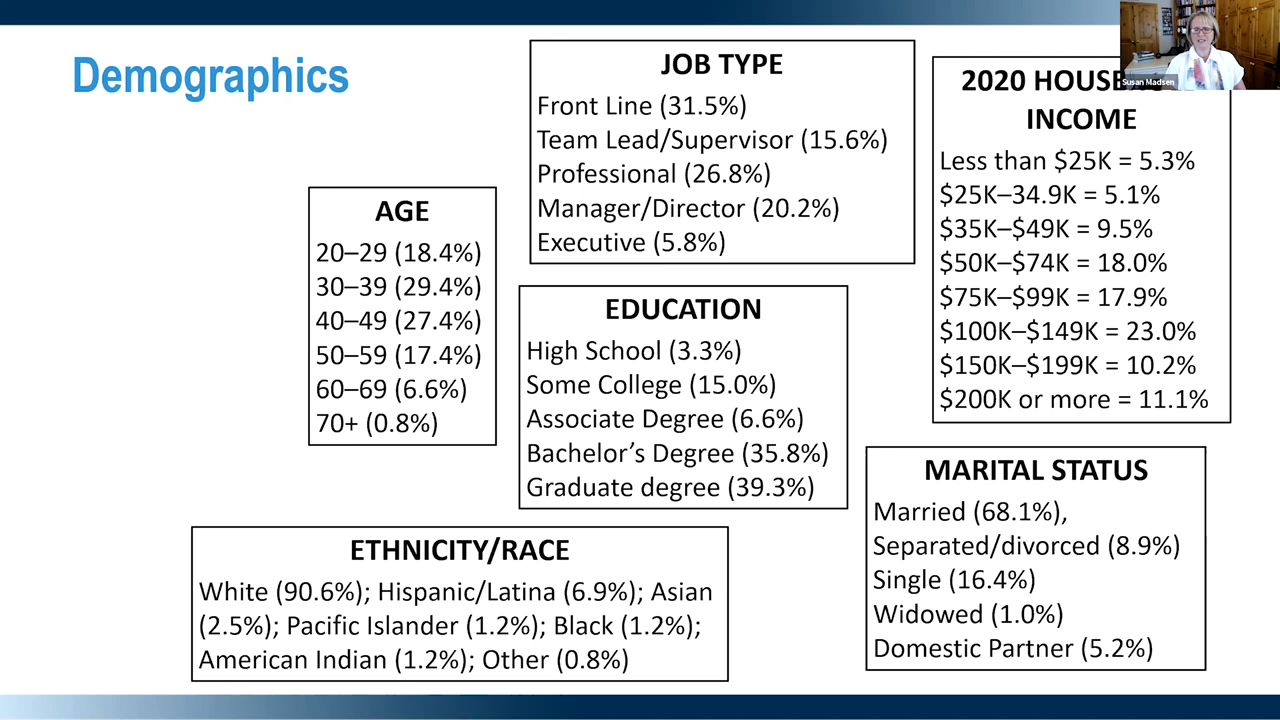 Demographics
JOB TYPE
Front Line (31.5%)
Team Lead/Supervisor (15.6%)
Professional (26.8%)
Manager/Director (20.2%)
Executive (5.8%)
Susan Madsen
2020 HOUSE
INCOME
Less than $25K = 5.3%
$25K–34.9K = 5.1%
$35K–$49K = 9.5%
$50K–$74K = 18.0%
$75K–$99K = 17.9%
$100K–$149K = 23.0%
$150K–$199K = 10.2%
$200K or more = 11.1%
AGE
20–29 (18.4%)
30–39 (29.4%)
40–49 (27.4%)
50–59 (17.4%)
60–69 (6.6%)
70+ (0.8%)
EDUCATION
High School (3.3%)
Some College (15.0%)
Associate Degree (6.6%)
Bachelor’s Degree (35.8%)
Graduate degree (39.3%)
MARITAL STATUS
Married (68.1%),
Separated/divorced (8.9%)
Single (16.4%)
Widowed (1.0%)
Domestic Partner (5.2%)
ETHNICITY/RACE
White (90.6%); Hispanic/Latina (6.9%); Asian
(2.5%); Pacific Islander (1.2%); Black (1.2%);
American Indian (1.2%); Other (0.8%)